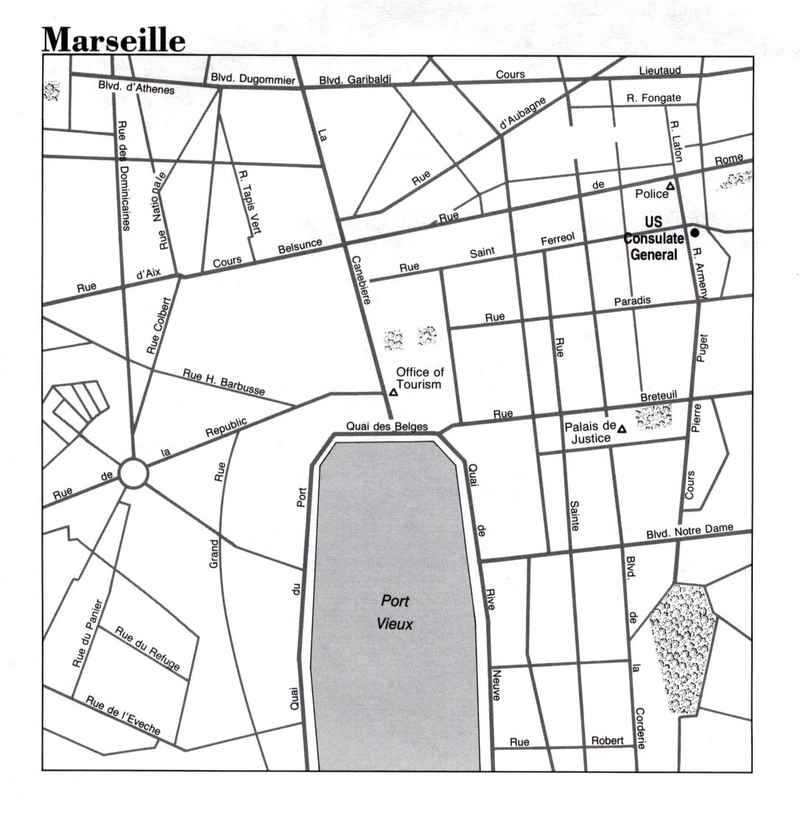 Marseille
Blvd. Dugommier
Blvd. Garibaldi
Cours
Lieutaud
Blvd. d'Athenes
R. Fongate
Rue des Dominicaines
La
Canebiere
d'Aubagne
Rue
R. Lafon
Rome
de
Rue
Rue Nationale
R. Tapis Vert
Police
US
Consulate
General
Rue
Saint
Ferreol
R. Armeny
Belsunce
Cours
d'Aix
Rue
Paradis
Rue
Rue Colbert
Rue
Puget
Pierre
Cours
Office of
Tourism
Rue H. Barbusse
Breteuil
Rue
Palais de
Justice
Quai des Belges
Republic
la
de
Rue
Rue
Grand
Port
du
Quai
Quai
de
Rive
Neuve
Sainte
Blvd. Notre Dame
Blvd.
de
la
Corderie
Port
Vieux
Rue du Panier
Rue du Refuge
Rue de l'Eveche
Rue
Robert